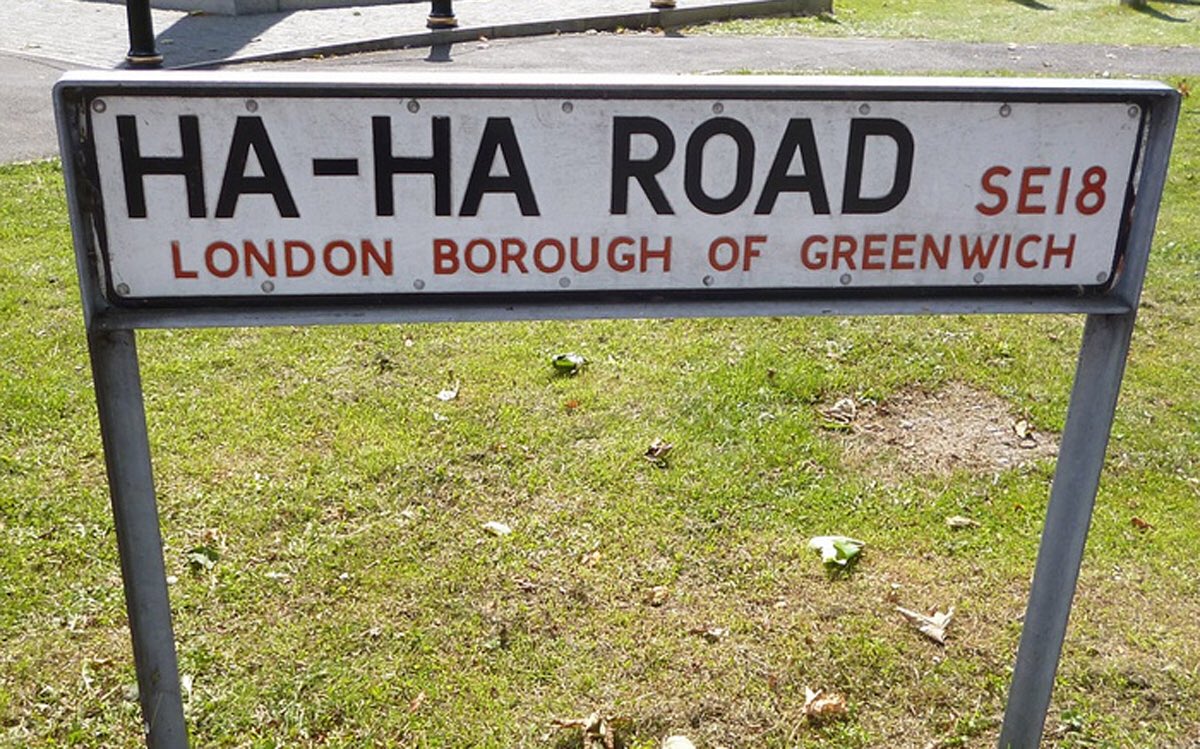 HA-HA ROAD SE18
LONDON BOROUGH OF GREENWICH